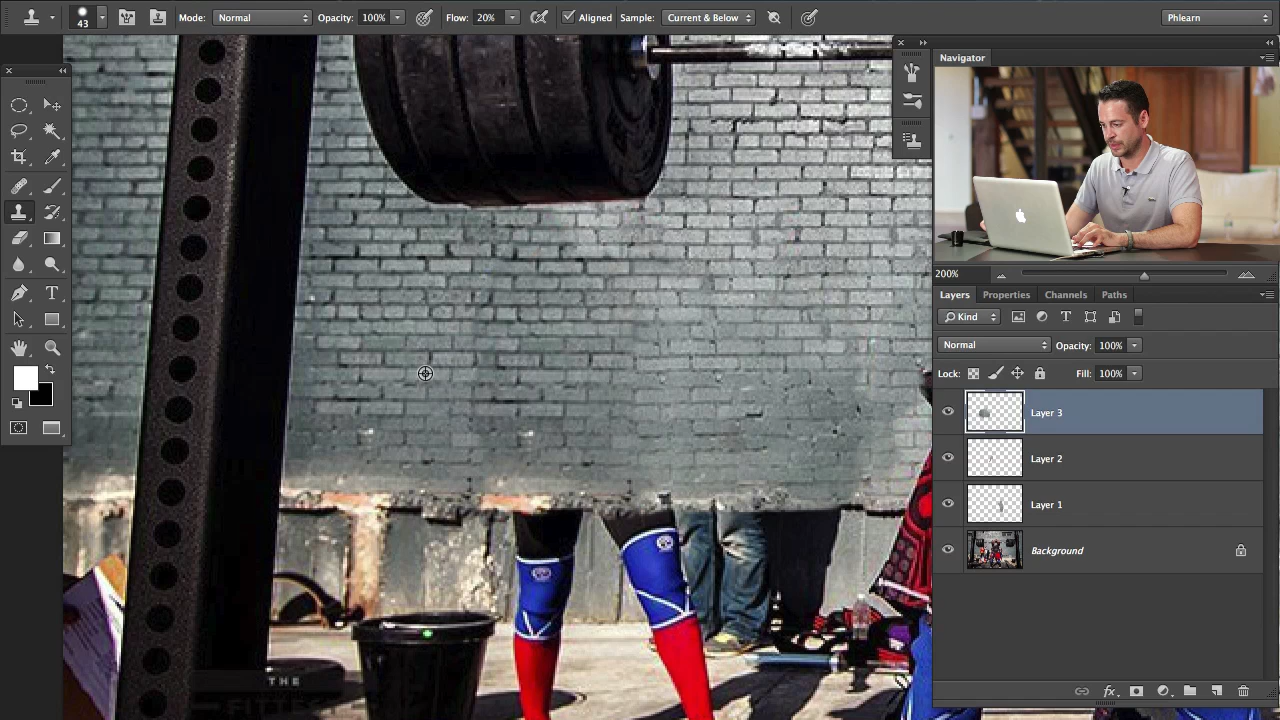 43
Mode: Normal Opacity: 100% Flow: 20% Aligned Sample: Current & Below Phlearn
Navigator
200%
Layers Properties Channels Paths
Kind
Normal Opacity: 100%
Lock: Fill: 100%
Layer 3
Layer 2
Layer 1
Background
THE